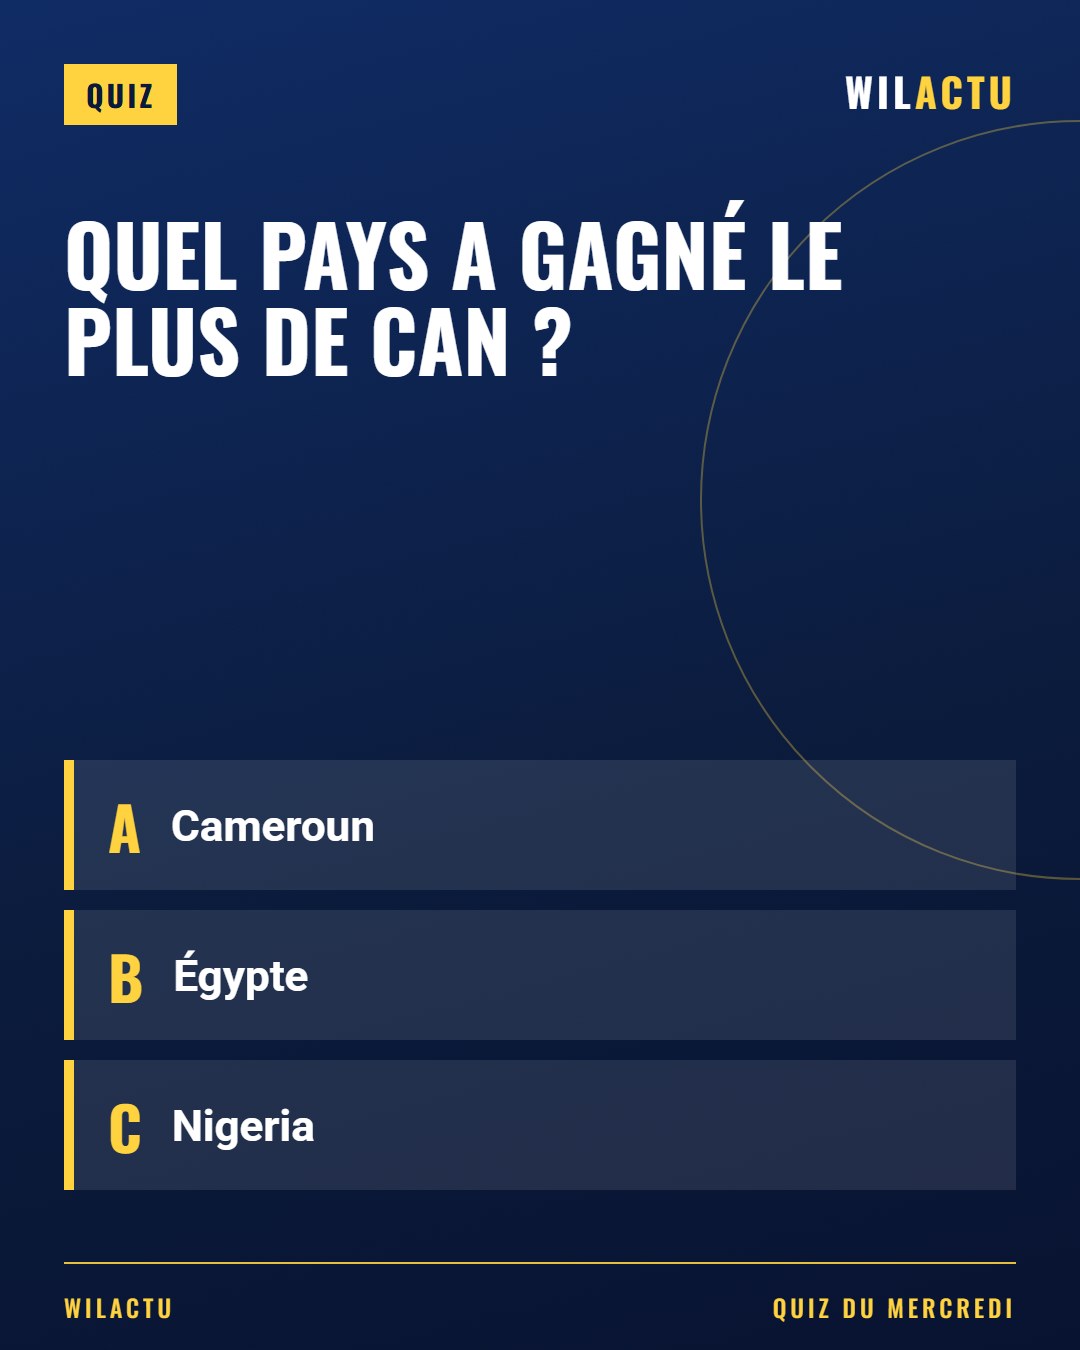 QUIZ
WILACTU
QUEL PAYS A GAGNÉ LE
PLUS DE CAN ?
A Cameroun
B Égypte
C Nigeria
WILACTU
QUIZ DU MERCREDI